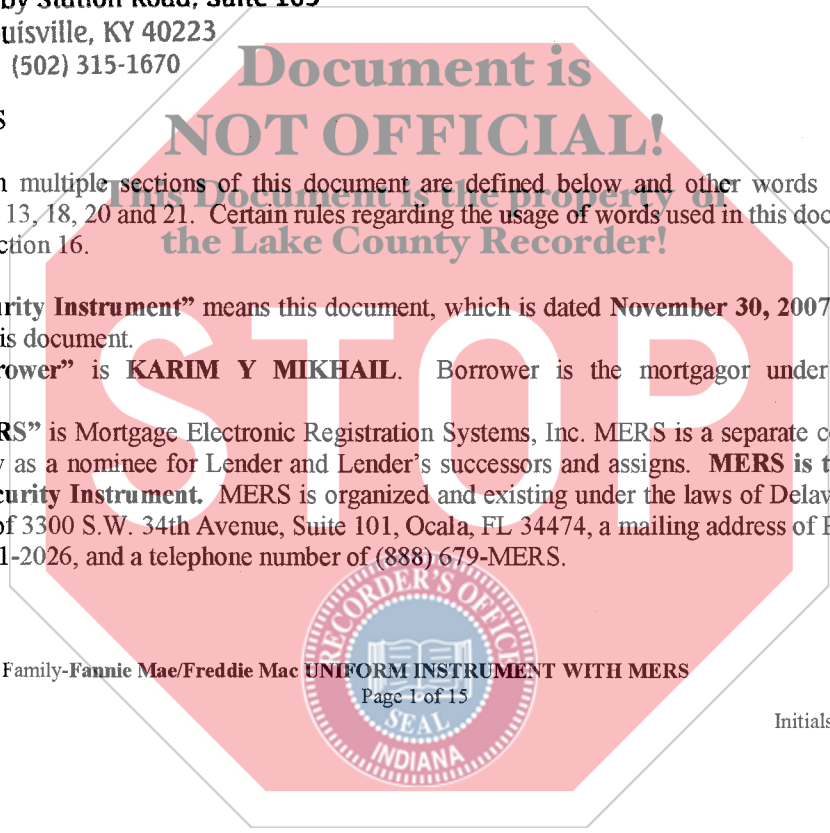 by Station Road, Suite 105
uisville, KY 40223
(502) 315-1670
Document is
NOT OFFICIAL!
This Document is the property of
the Lake County Recorder!
S
n multiple sections of this document are defined below and other words
13, 18, 20 and 21. Certain rules regarding the usage of words used in this doc
ction 16.
urity Instrument” means this document, which is dated November 30, 2007
is document.
rower” is KARIM Y MIKHAIL. Borrower is the mortgagor under
STOP
RS” is Mortgage Electronic Registration Systems, Inc. MERS is a separate c
y as a nominee for Lender and Lender’s successors and assigns. MERS is t
curity Instrument. MERS is organized and existing under the laws of Delav
of 3300 S.W. 34th Avenue, Suite 101, Ocala, FL 34474, a mailing address of P
1-2026, and a telephone number of (888) 679-MERS.
RECORDER'S OFFICE
SEAL
INDIANA
Family-Fannie Mae/Freddie Mac UNIFORM INSTRUMENT WITH MERS
Page 1 of 15
Initials